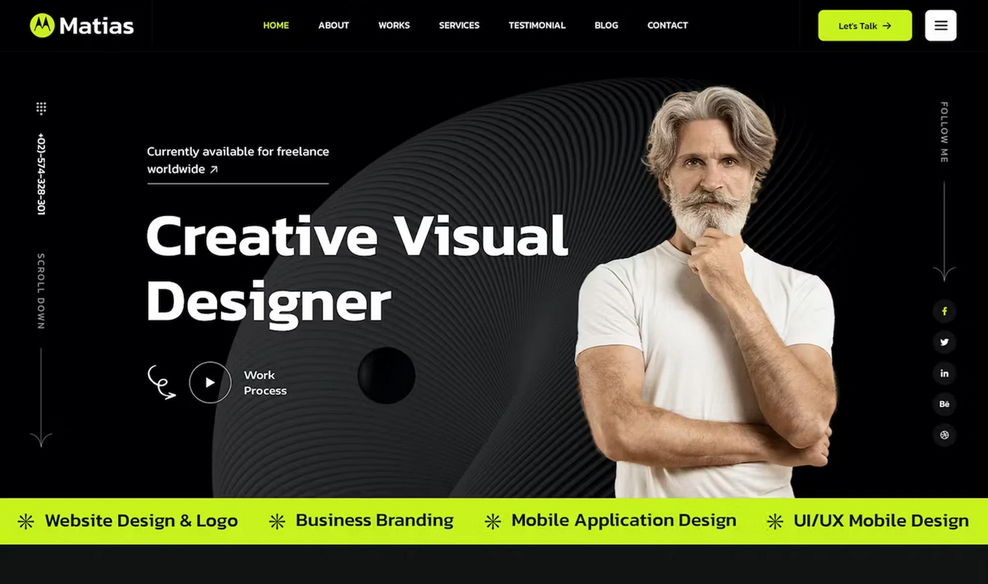 Matias
HOME ABOUT WORKS SERVICES TESTIMONIAL BLOG CONTACT
Let's Talk →
+021-574-328-301
SCROLL DOWN
Currently available for freelance
worldwide ↗
Creative Visual
Designer
Work
Process
FOLLOW ME
f
in
Bē
Website Design & Logo
Business Branding
Mobile Application Design
UI/UX Mobile Design